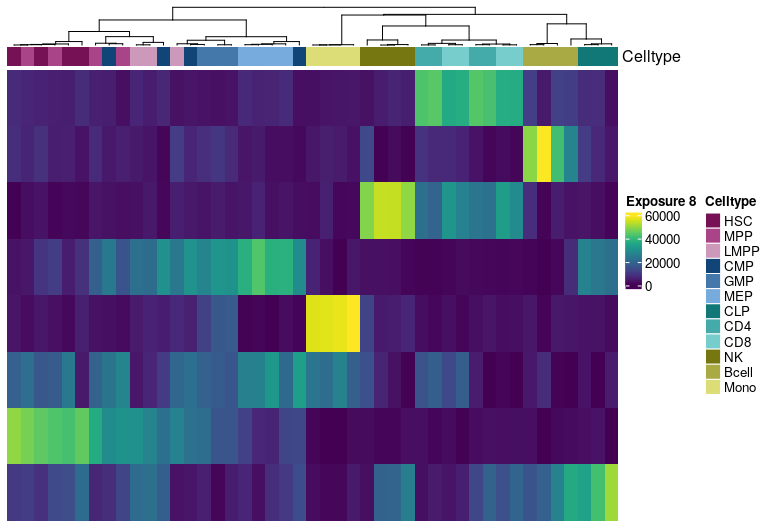 Celltype
Exposure 8
60000
40000
20000
0
Celltype
HSC
MPP
LMPP
CMP
GMP
MEP
CLP
CD4
CD8
NK
Bcell
Mono